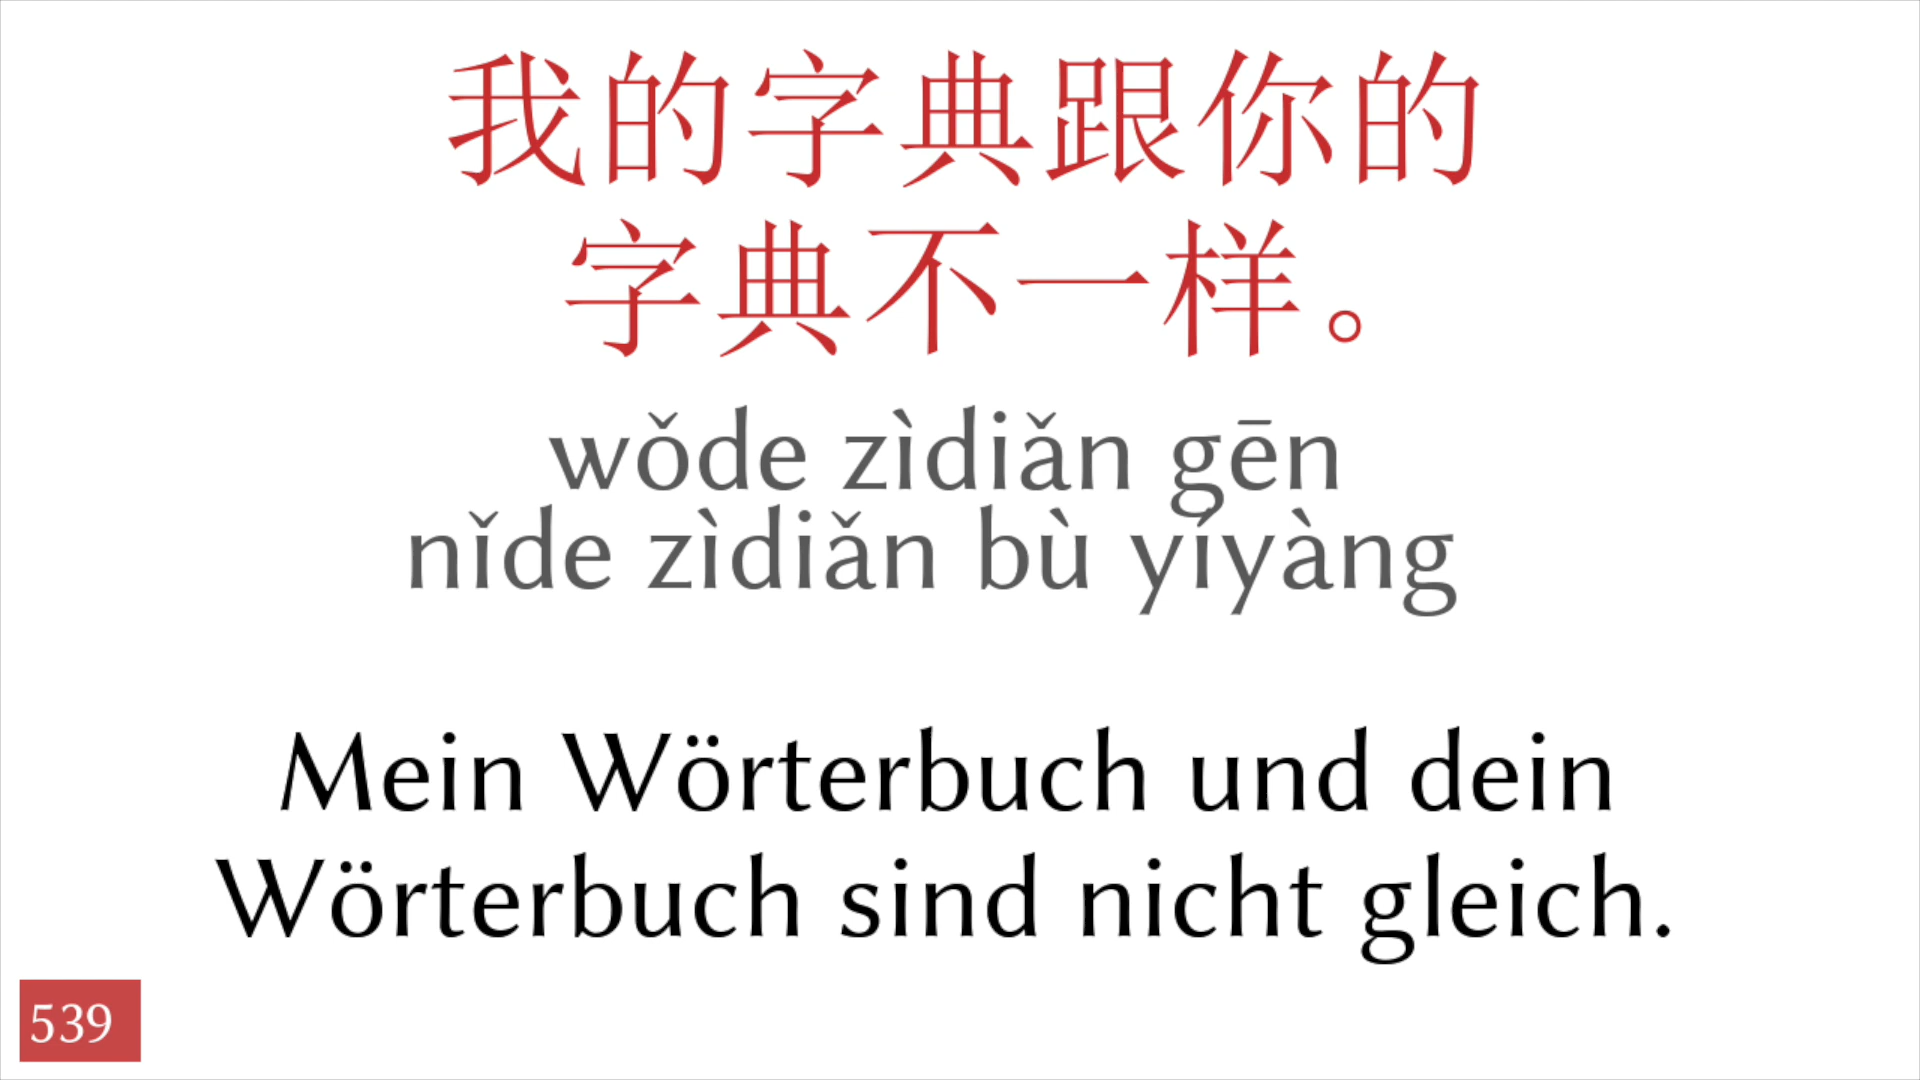 我的字典跟你的
字典不一样。
wǒde zìdiǎn gēn
nǐde zìdiǎn bù yíyàng
Mein Wörterbuch und dein
Wörterbuch sind nicht gleich.
539